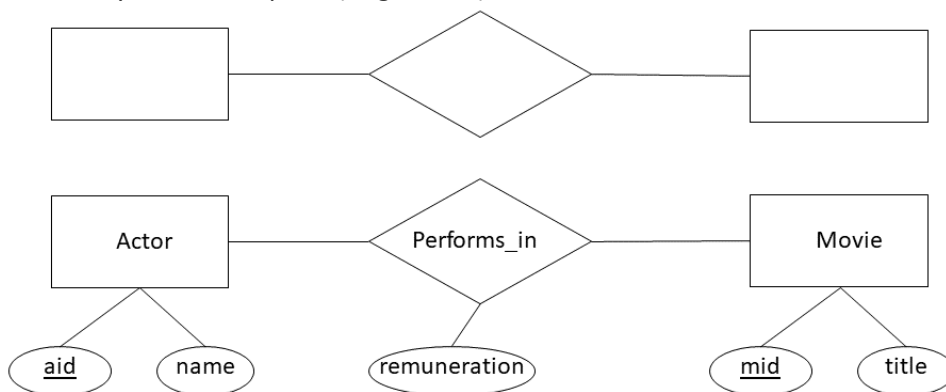 Actor
Performs_in
Movie
aid
name
remuneration
mid
title